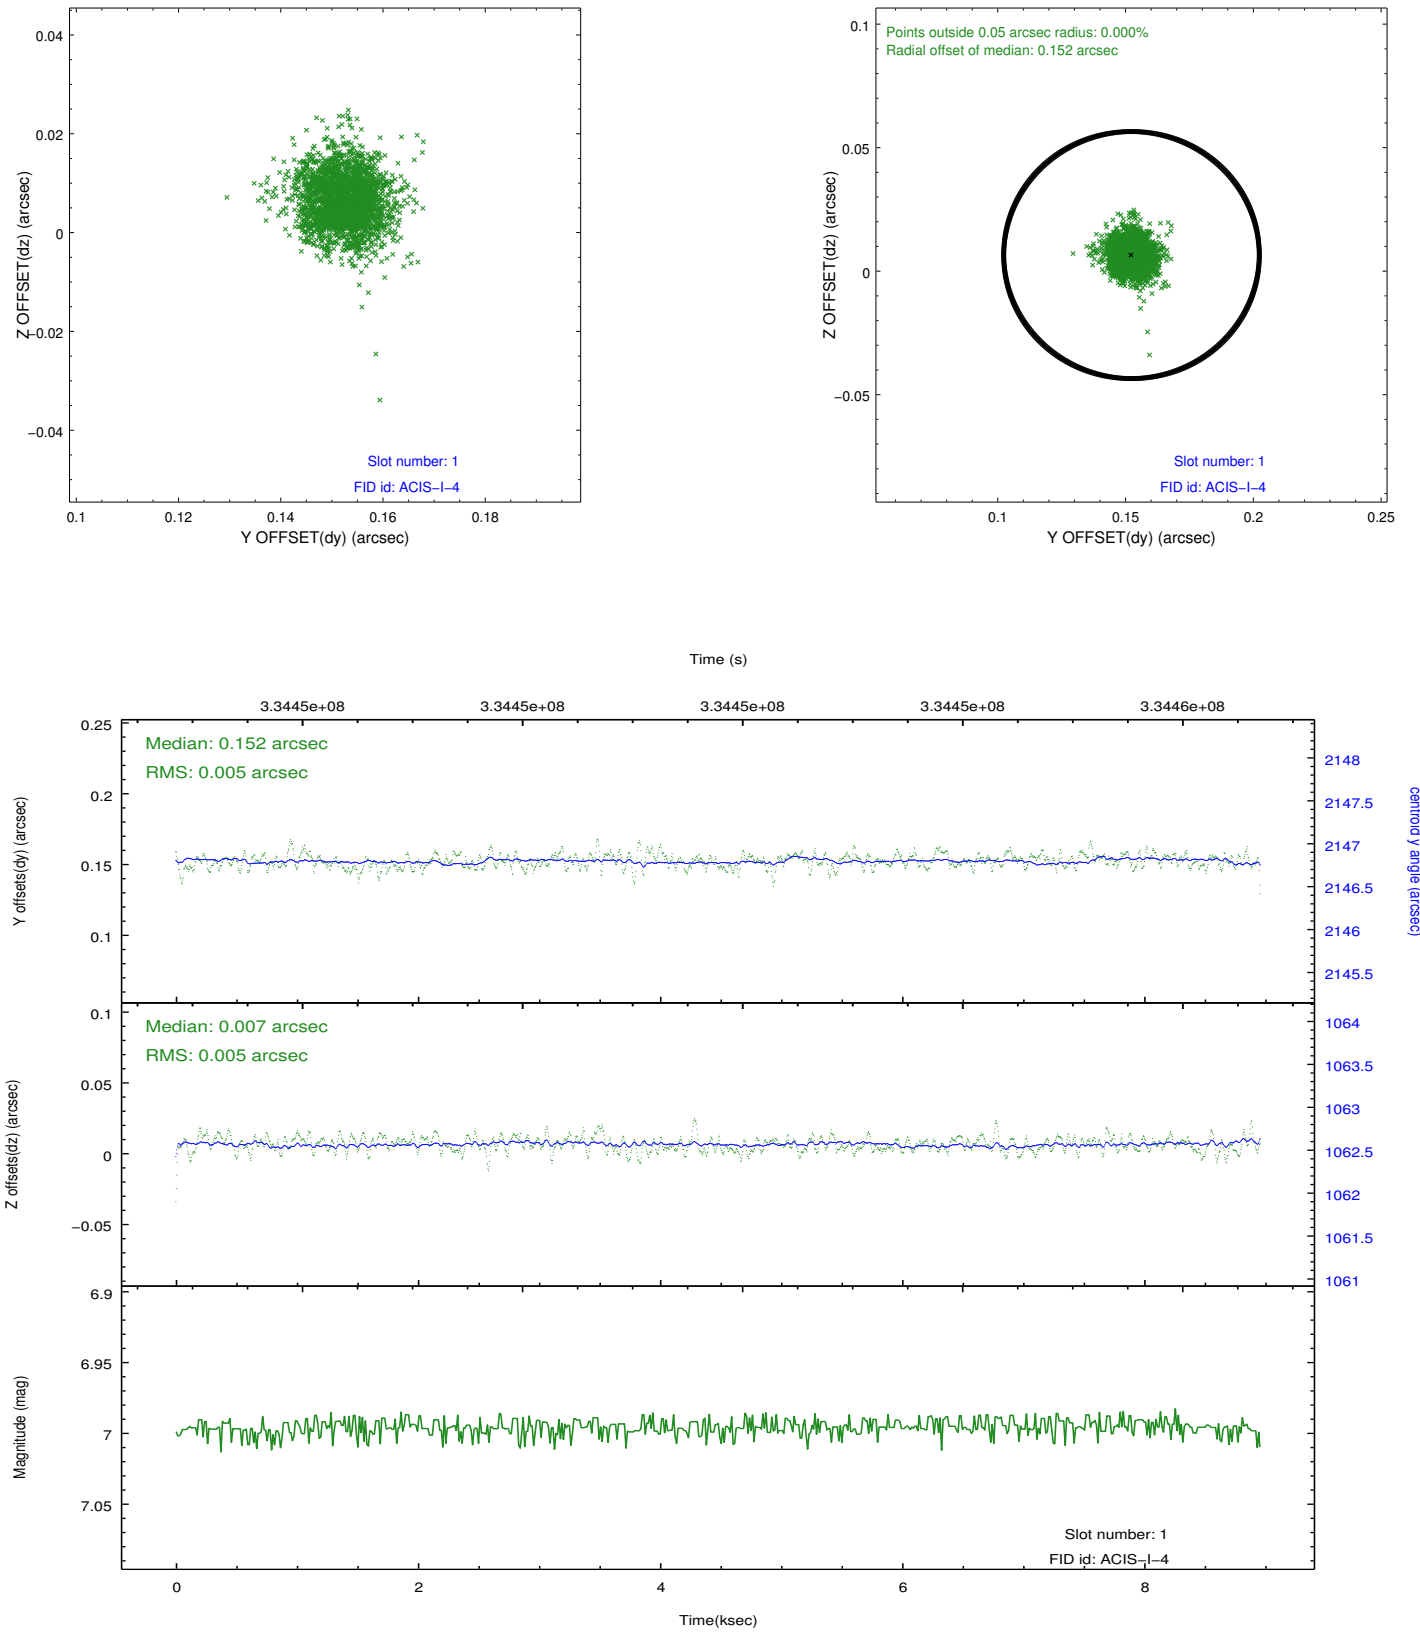 0.04
0.02
0
−0.02
−0.04
Z OFFSET(dz) (arcsec)
Slot number: 1
FID id: ACIS−I−4
0.1 0.12 0.14 0.16 0.18
Y OFFSET(dy) (arcsec)
Points outside 0.05 arcsec radius: 0.000%
Radial offset of median: 0.152 arcsec
0.1
0.05
0
−0.05
Z OFFSET(dz) (arcsec)
Slot number: 1
FID id: ACIS−I−4
0.1 0.15 0.2 0.25
Y OFFSET(dy) (arcsec)
Time (s)
3.3445e+08 3.3445e+08 3.3445e+08 3.3445e+08 3.3446e+08
Median: 0.152 arcsec
RMS: 0.005 arcsec
0.25
0.2
0.15
0.1
Y offsets(dy) (arcsec)
2148
2147.5
2147
2146.5
2146
2145.5
centroid y angle (arcsec)
Median: 0.007 arcsec
RMS: 0.005 arcsec
0.1
0.05
0
−0.05
Z offsets(dz) (arcsec)
1064
1063.5
1063
1062.5
1062
1061.5
1061
6.9
6.95
7
7.05
Magnitude (mag)
Slot number: 1
FID id: ACIS−I−4
0 2 4 6 8
Time(ksec)